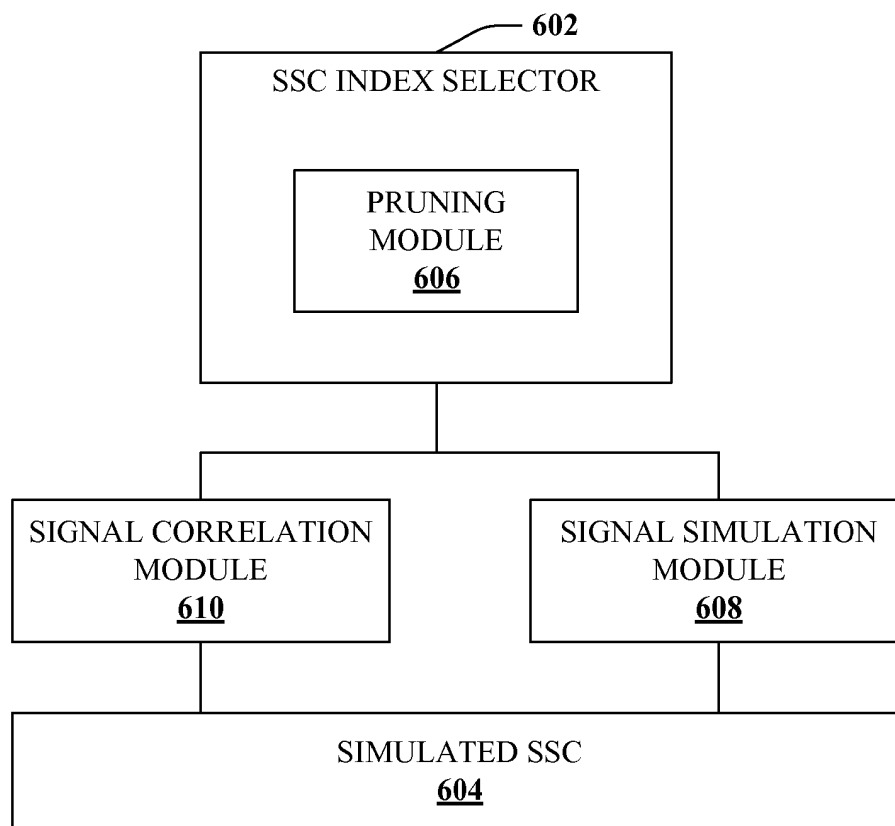 602
SSC INDEX SELECTOR
PRUNING
MODULE
606
SIGNAL CORRELATION
MODULE
610
SIGNAL SIMULATION
MODULE
608
SIMULATED SSC
604